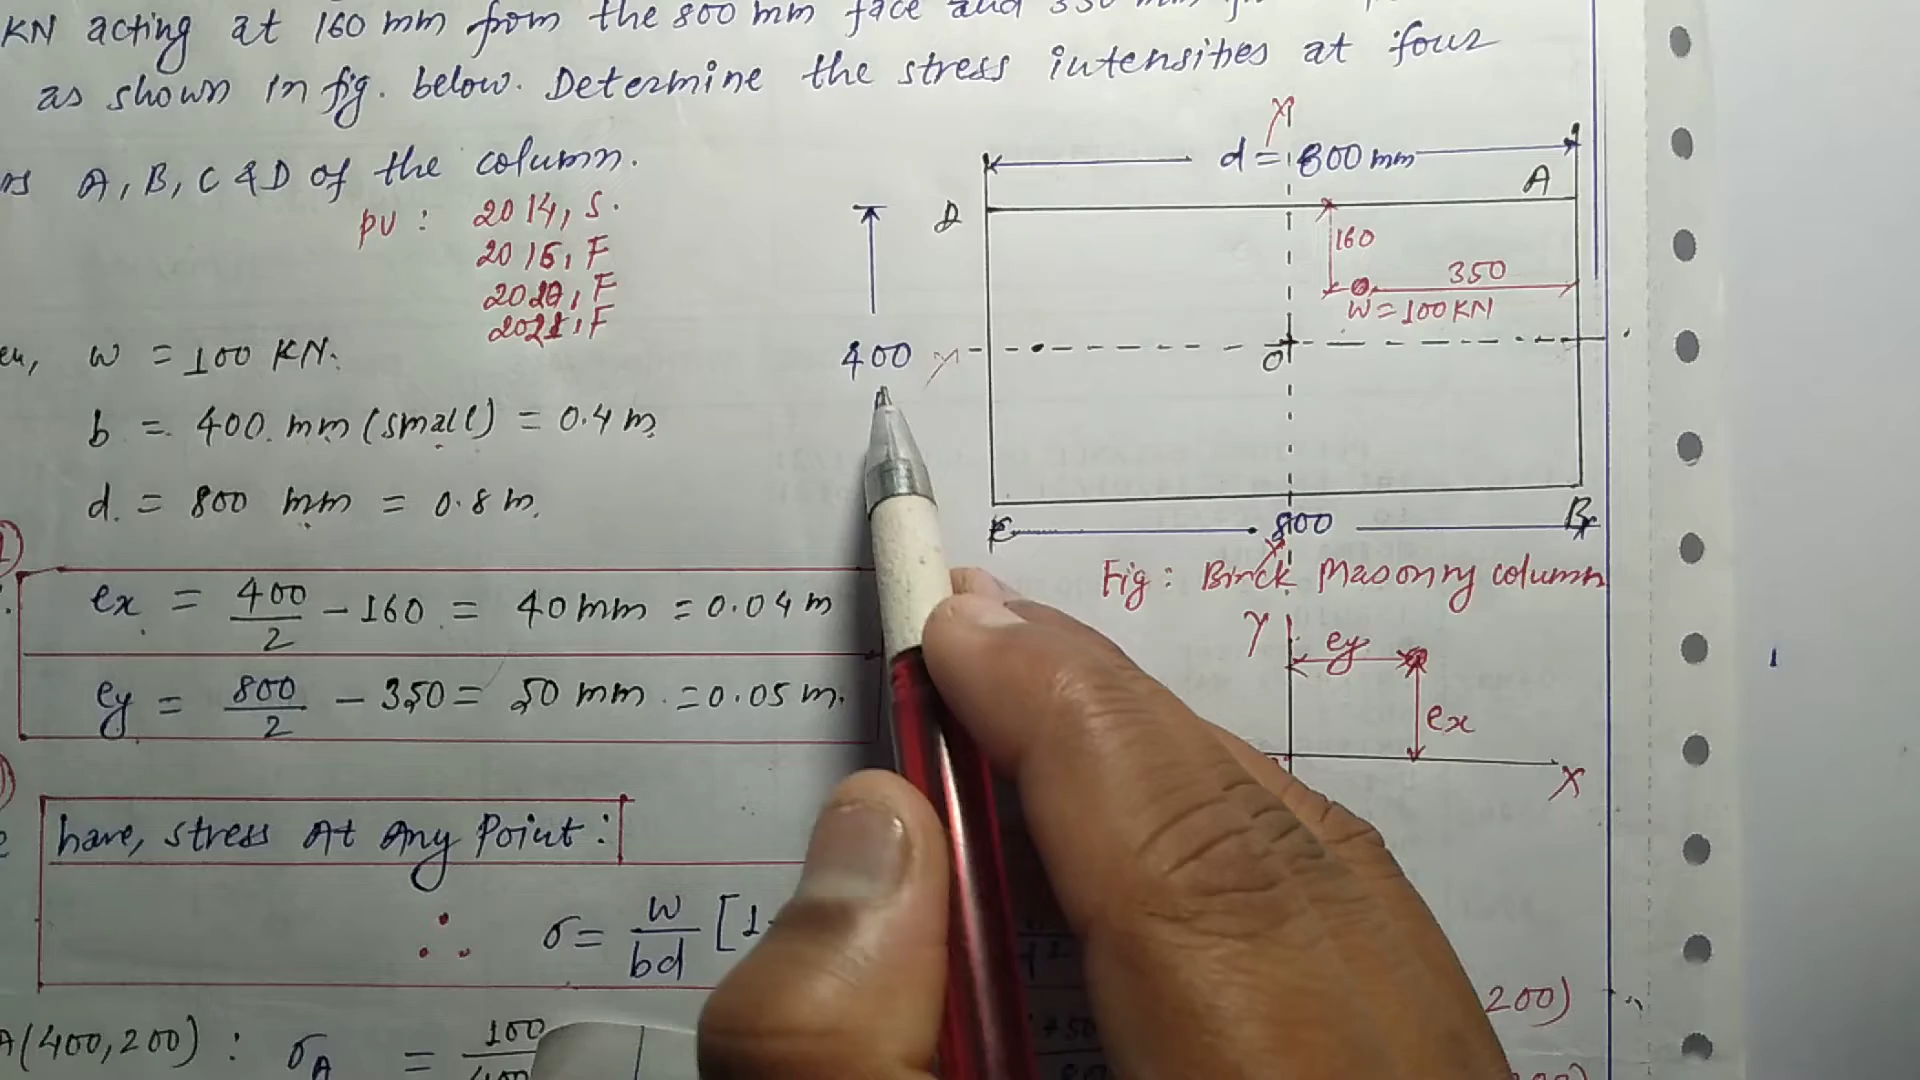 KN acting at 160 mm from the 800 mm face and 350
as shown in fig. below. Determine the stress intensities at four
A, B, C & D of the column.
PU : 2014, S.
2015, F
F
F
w = 100 KN.
b = 400 mm (small) = 0.4 m
d. = 800 mm = 0.8 m.
ex = 400/2 - 160 = 40 mm = 0.04 m
ey = 800/2 - 350 = 50 mm. = 0.05 m.
have, stress At Any Point:
∴ σ = w/bd [1
A(400,200) : σA = 100
200)
Y
d = 800 mm
A
D
160
350
W = 100 KN
400
Y
O
C
800
B
X
Fig: Birck Masonry column
Y
ey
ex
X